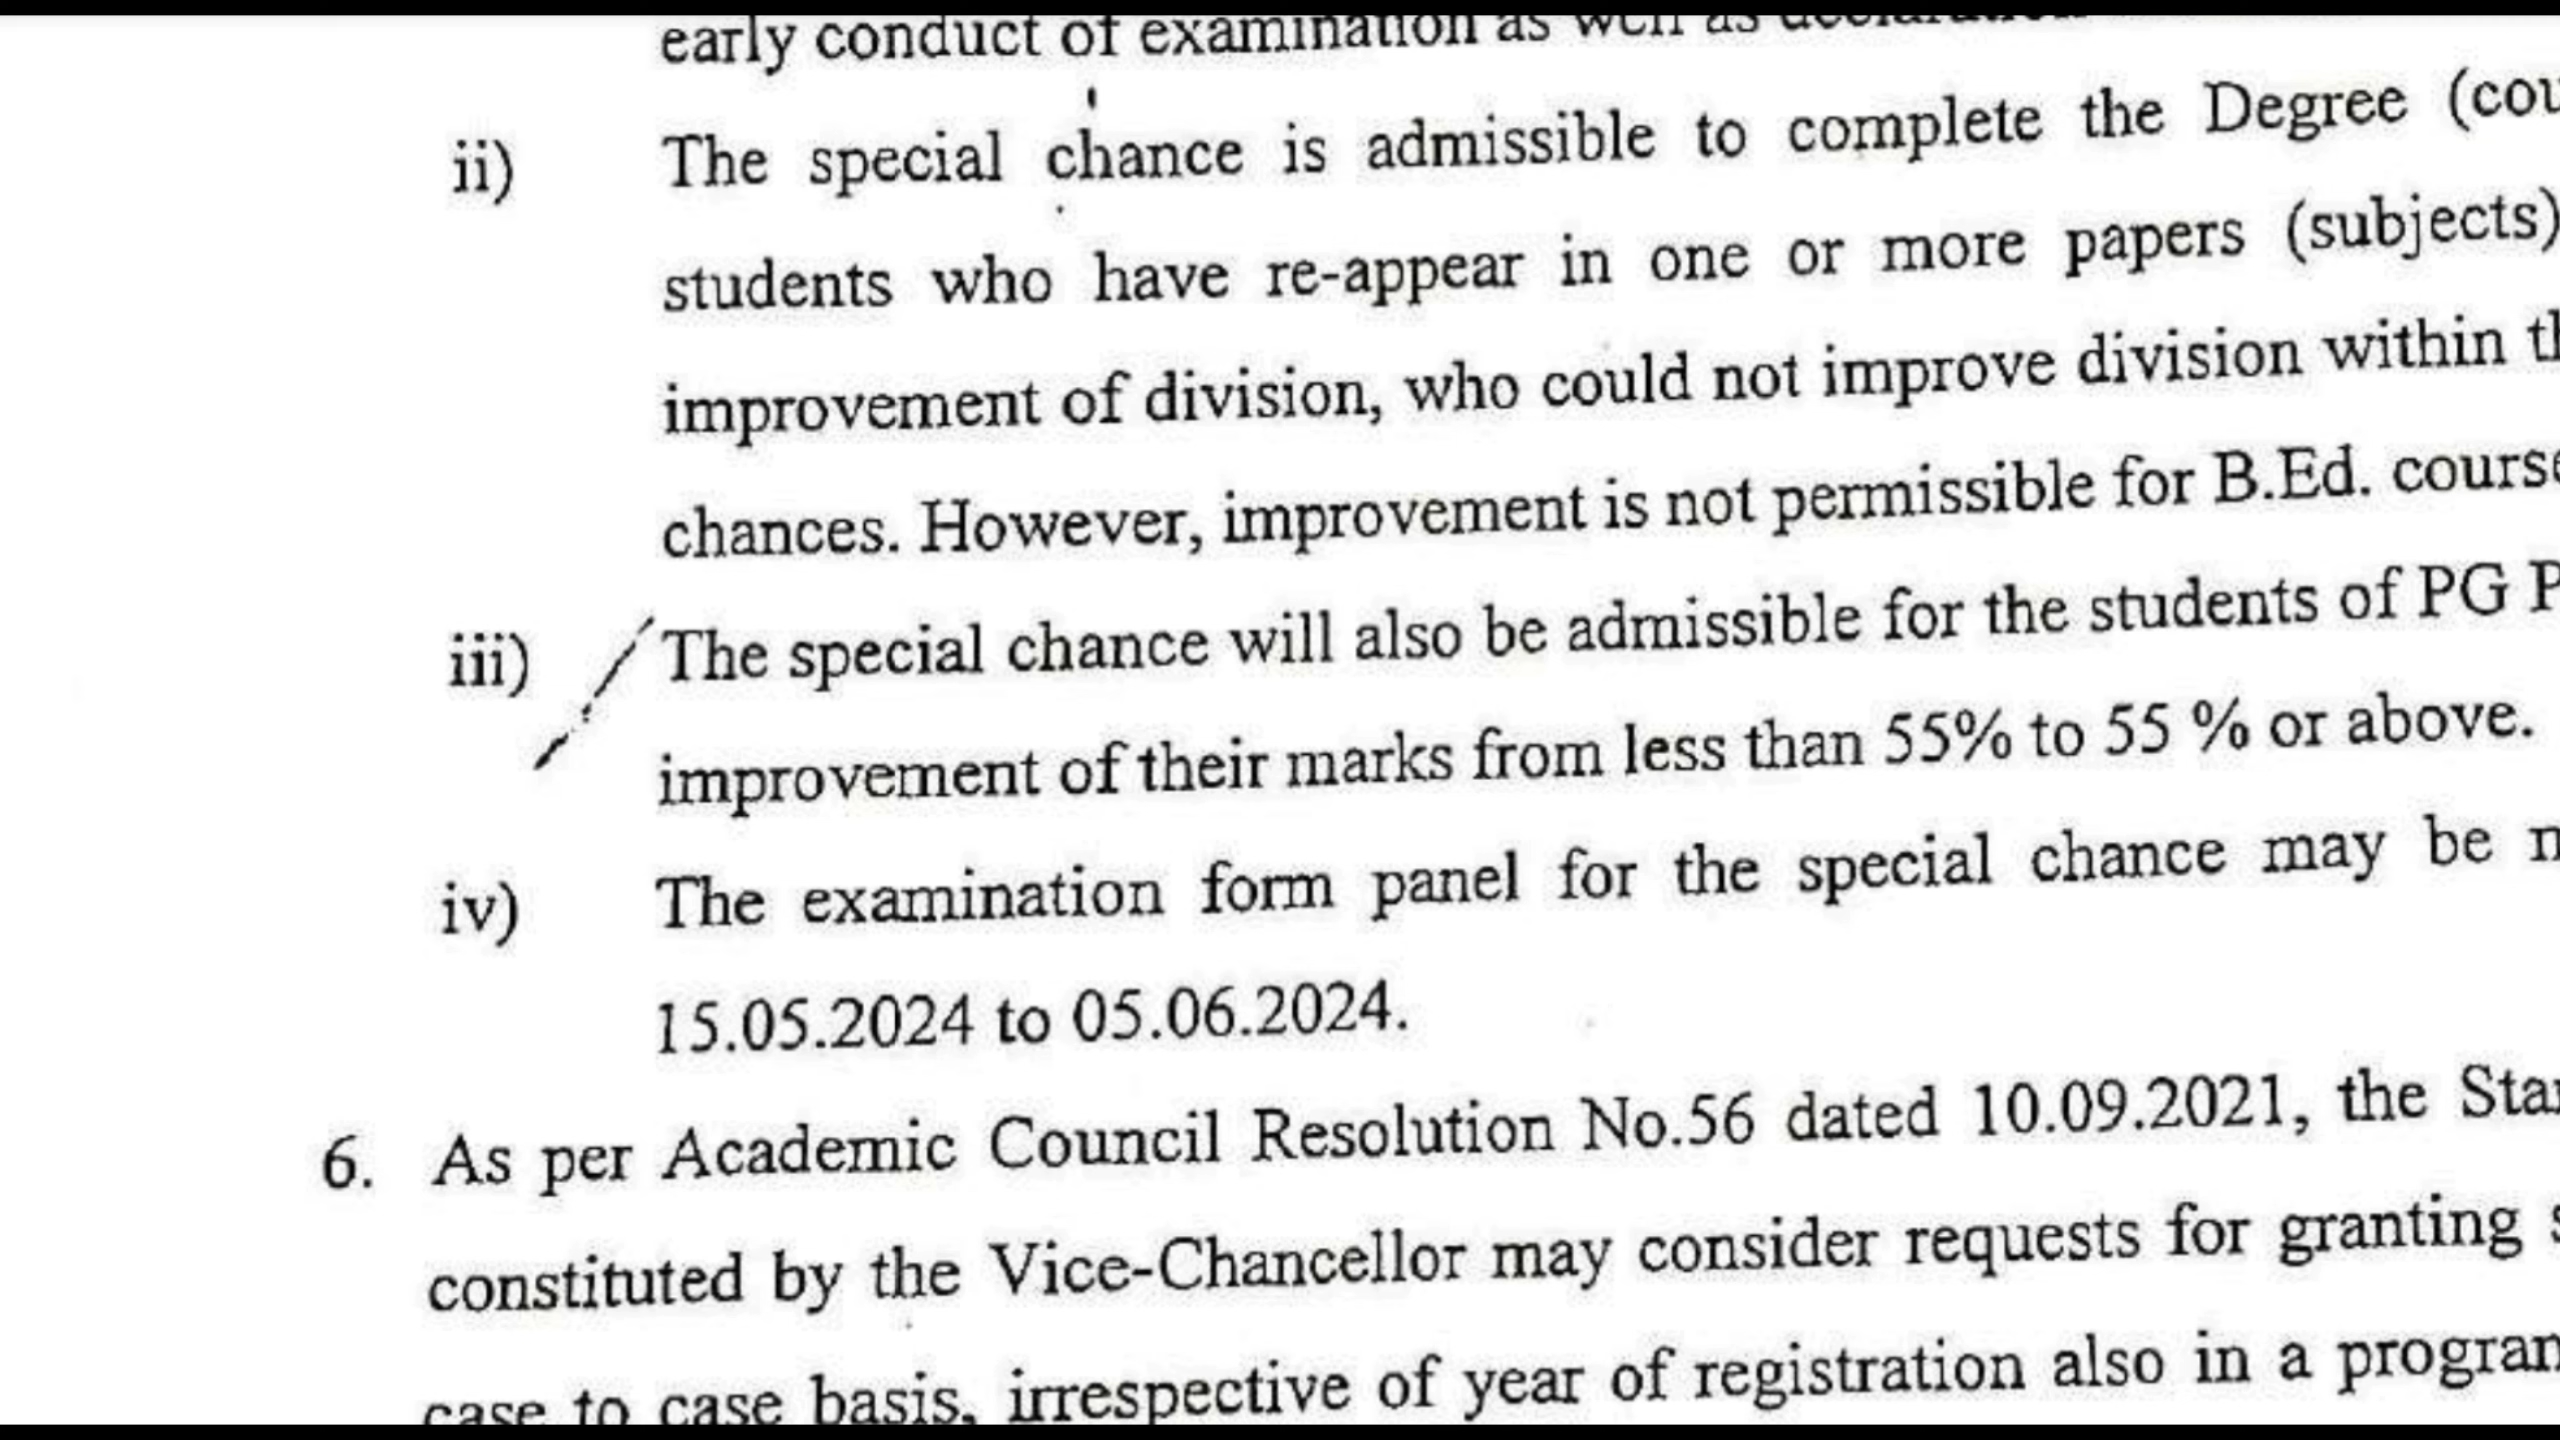 early conduct of examination as well as declaration
ii) The special chance is admissible to complete the Degree
students who have re-appear in one or more papers (subjects)
improvement of division, who could not improve division within
chances. However, improvement is not permissible for B.Ed.
iii) The special chance will also be admissible for the students of PG
improvement of their marks from less than 55% to 55 % or above.
iv) The examination form panel for the special chance may be
15.05.2024 to 05.06.2024.
6. As per Academic Council Resolution No.56 dated 10.09.2021, the
constituted by the Vice-Chancellor may consider requests for granting
case to case basis, irrespective of year of registration also in a